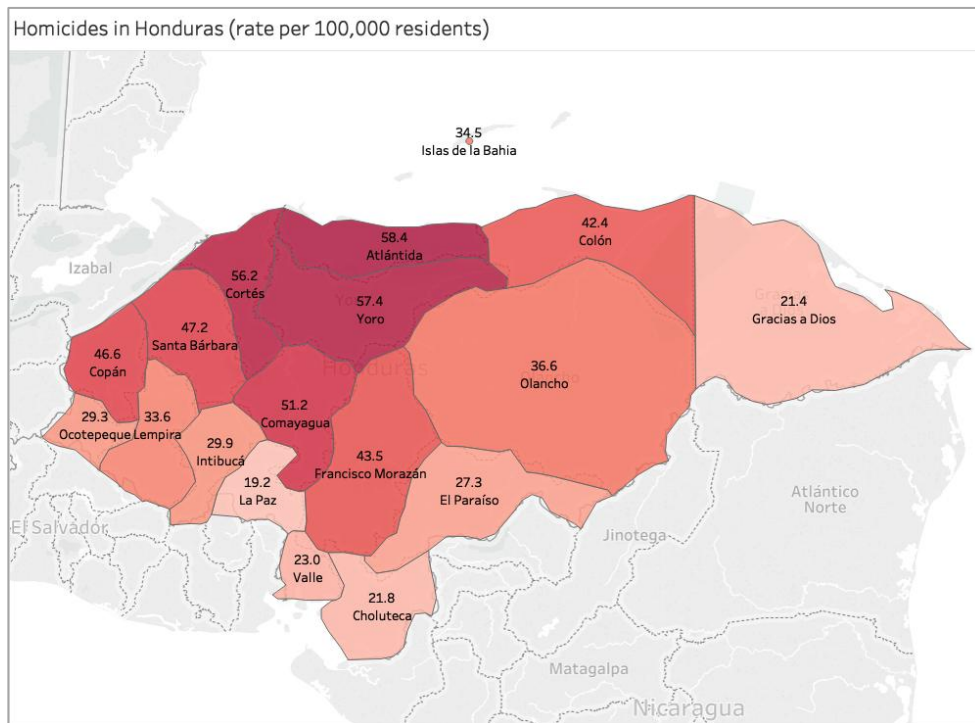 Homicides in Honduras (rate per 100,000 residents)
34.5
Islas de la Bahia
58.4
Atlántida
42.4
Colón
Izabal
56.2
Cortés
57.4
Yoro
21.4
Gracias a Dios
47.2
Santa Bárbara
46.6
Copán
Honduras
36.6
Olancho
51.2
Comayagua
29.3
Ocotepeque
33.6
Lempira
29.9
Intibucá
43.5
Francisco Morazán
19.2
La Paz
27.3
El Paraíso
Atlántico
Norte
El Salvador
Jinotega
23.0
Valle
21.8
Choluteca
Matagalpa
Nicaragua